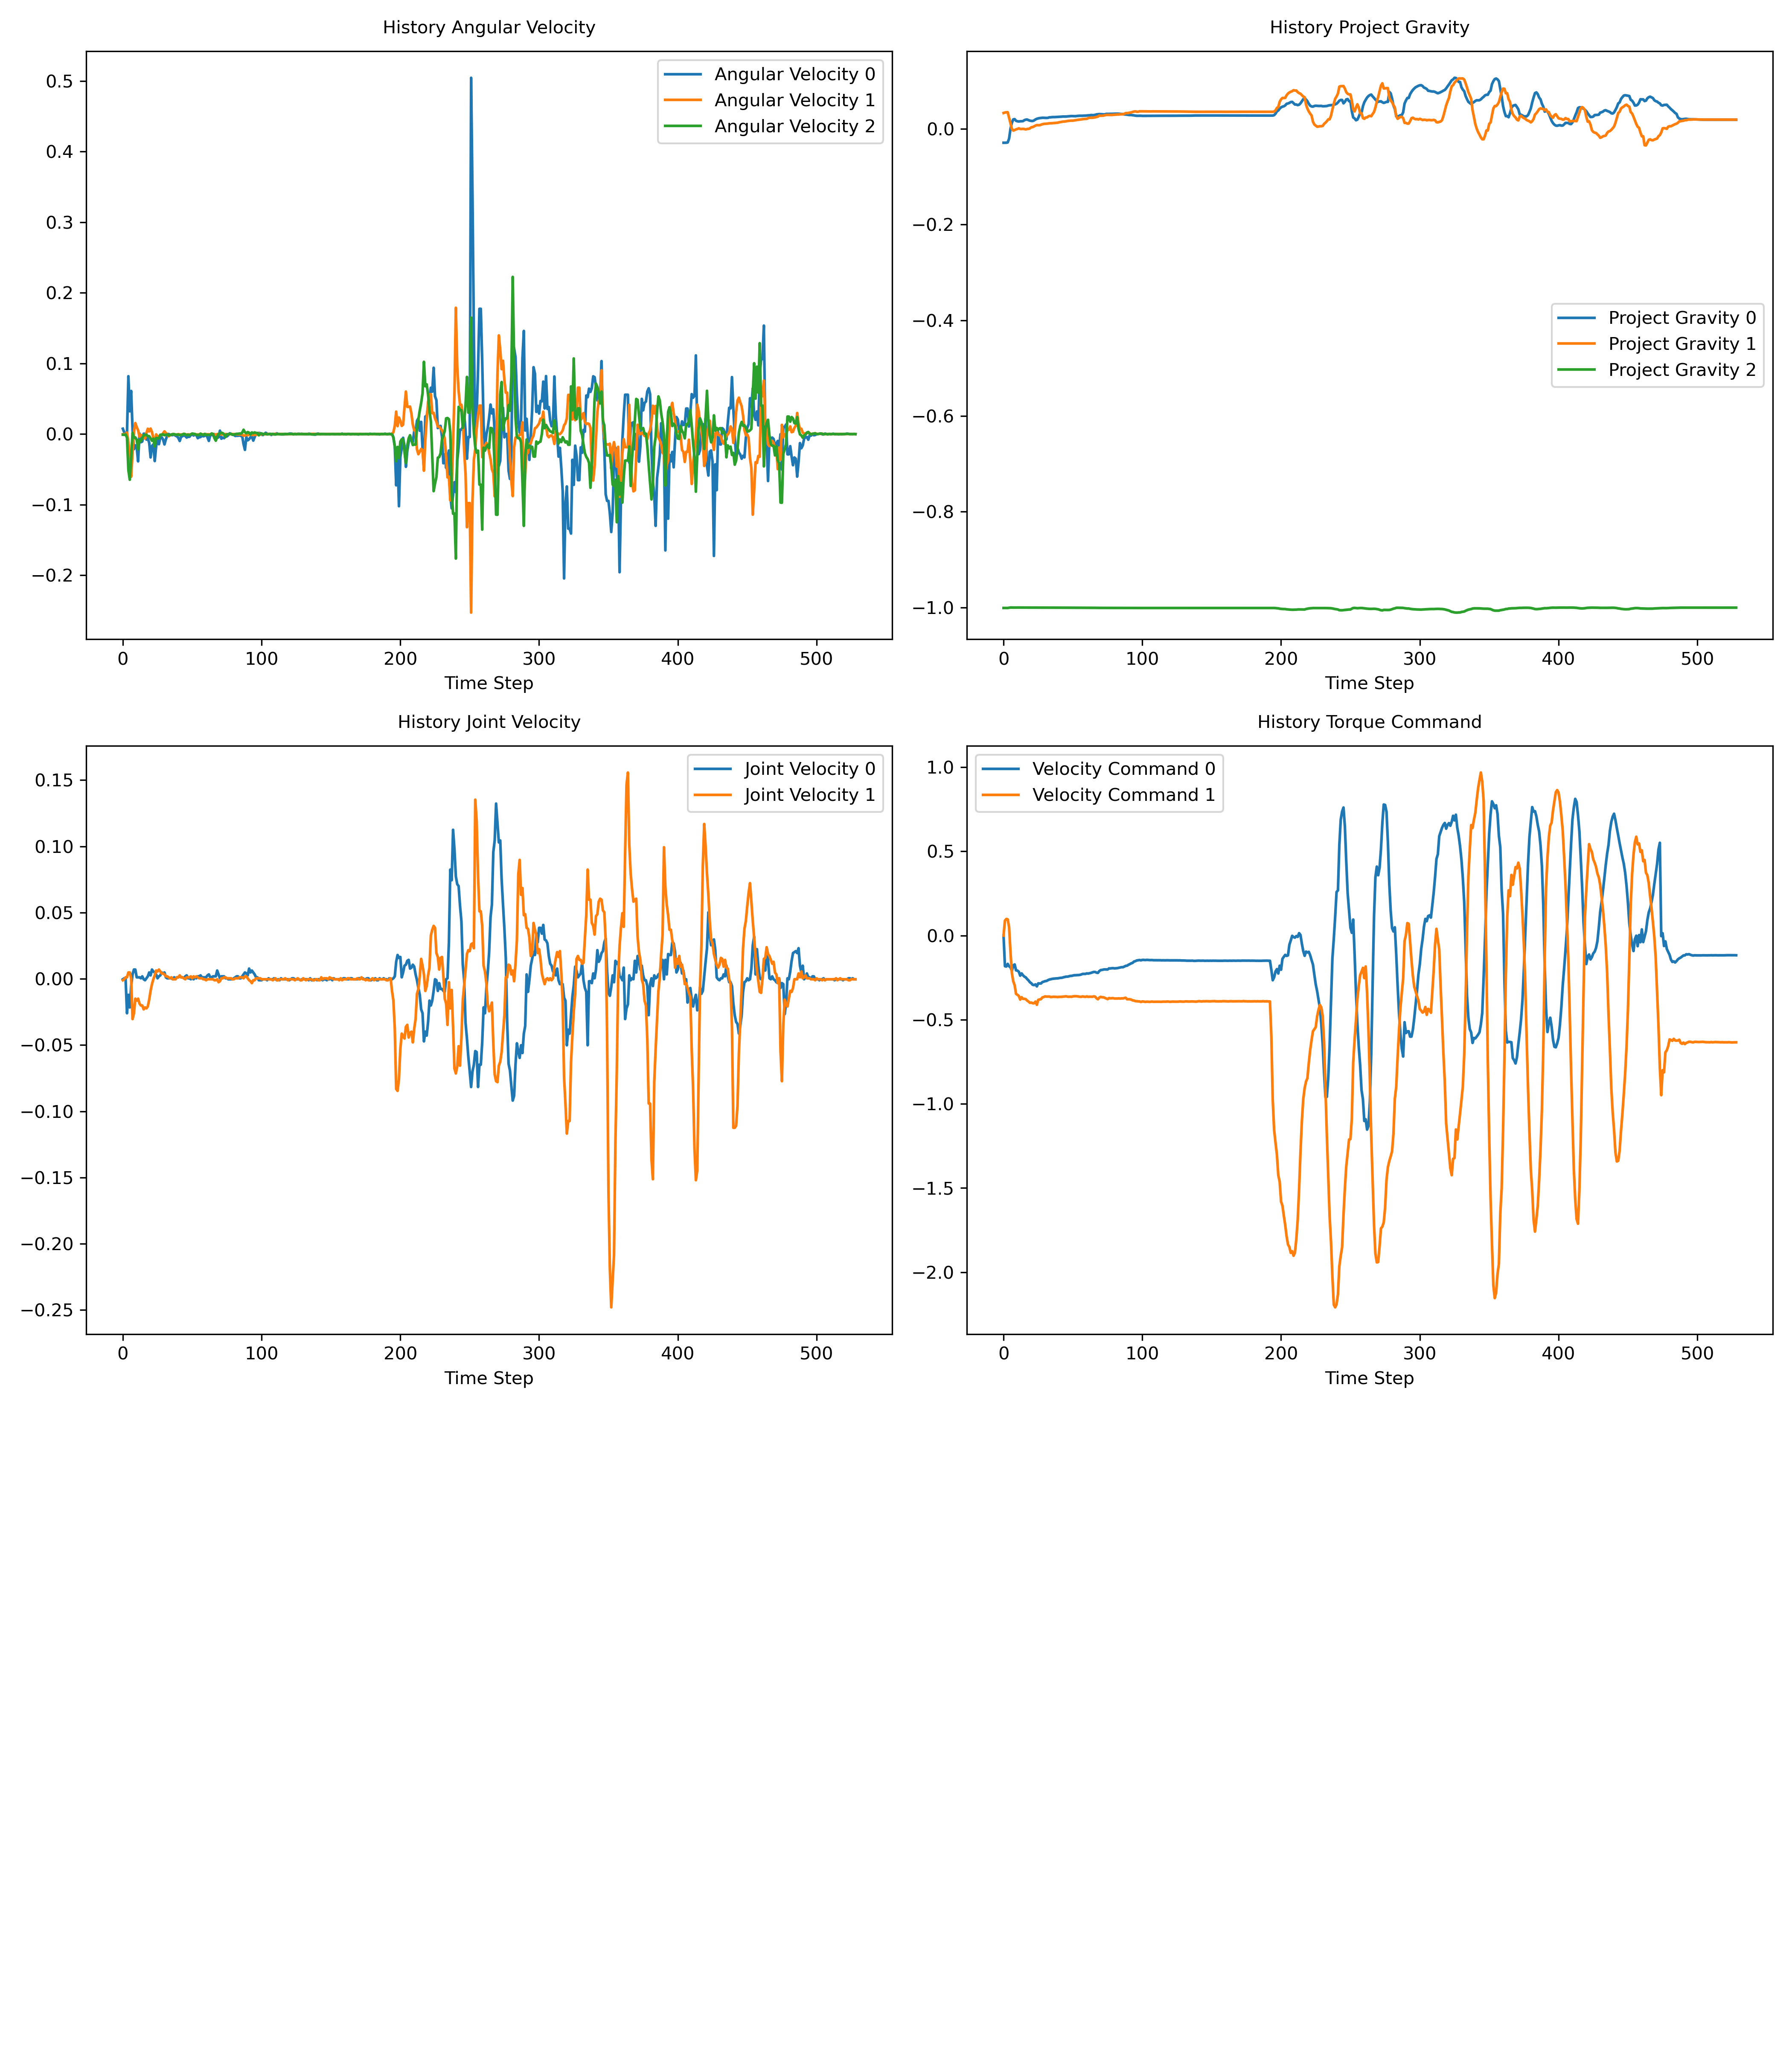 History Angular Velocity
0.5
0.4
0.3
0.2
0.1
0.0
−0.1
−0.2
Angular Velocity 0
Angular Velocity 1
Angular Velocity 2
0 100 200 300 400 500
Time Step
History Project Gravity
0.0
−0.2
−0.4
−0.6
−0.8
−1.0
Project Gravity 0
Project Gravity 1
Project Gravity 2
0 100 200 300 400 500
Time Step
History Joint Velocity
0.15
0.10
0.05
0.00
−0.05
−0.10
−0.15
−0.20
−0.25
Joint Velocity 0
Joint Velocity 1
0 100 200 300 400 500
Time Step
History Torque Command
1.0
0.5
0.0
−0.5
−1.0
−1.5
−2.0
Velocity Command 0
Velocity Command 1
0 100 200 300 400 500
Time Step